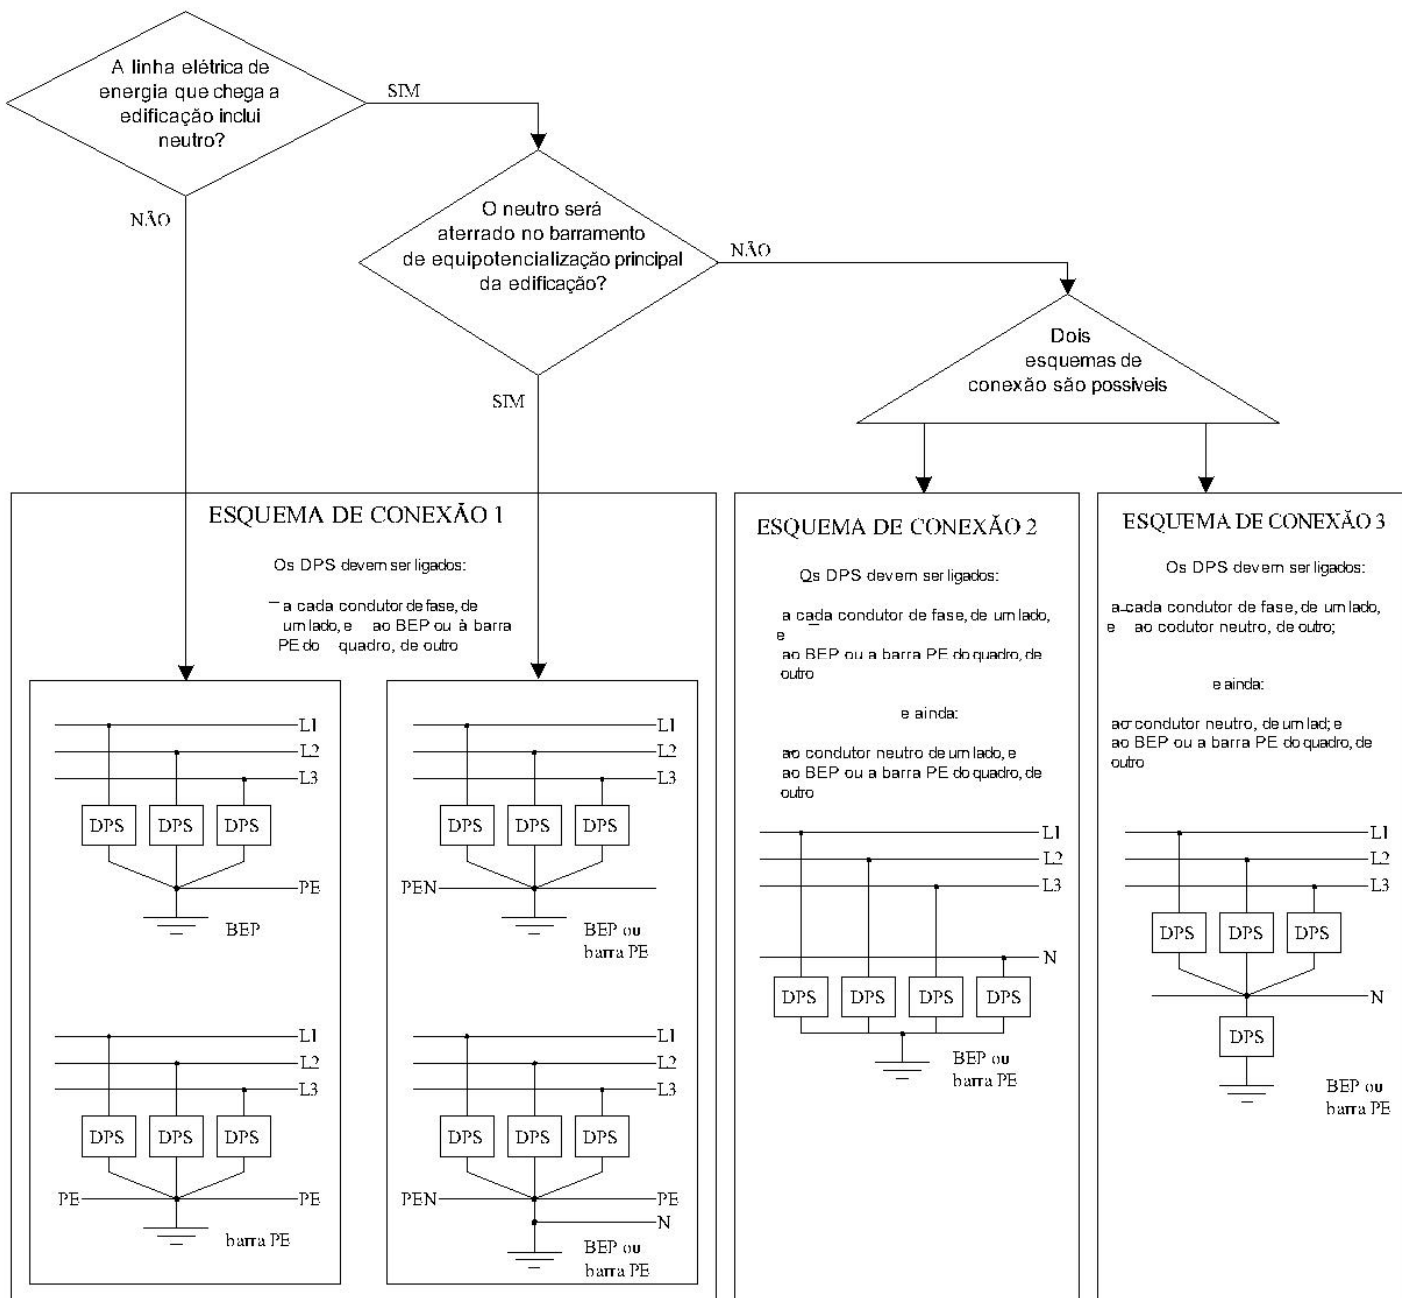 A linha elétrica de
energia que chega a
edificação inclui
neutro?
SIM
NÃO
O neutro será
aterrado no barramento
de equipotencialização principal
da edificação?
NÃO
SIM
Dois
esquemas de
conexão são possiveis
ESQUEMA DE CONEXÃO 1
Os DPS devem ser ligados:
– a cada condutor de fase, de
um lado, e ao BEP ou à barra
PE do quadro, de outro
L1
L2
L3
DPS DPS DPS
PE
BEP
L1
L2
L3
DPS DPS DPS
PE PE
barra PE
L1
L2
L3
DPS DPS DPS
PEN
BEP ou
barra PE
L1
L2
L3
DPS DPS DPS
PEN PE
N
BEP ou
barra PE
ESQUEMA DE CONEXÃO 2
Qs DPS devem ser ligados:
a cada condutor de fase, de um lado,
e
ao BEP ou a barra PE do quadro, de
outro
e ainda:
ao condutor neutro de um lado, e
ao BEP ou a barra PE do quadro, de
outro
L1
L2
L3
N
DPS DPS DPS DPS
BEP ou
barra PE
ESQUEMA DE CONEXÃO 3
Os DPS devem ser ligados:
a cada condutor de fase, de um lado,
e ao codutor neutro, de outro;
e ainda:
ao condutor neutro, de um lad; e
ao BEP ou a barra PE do quadro, de
outro
L1
L2
L3
DPS DPS DPS
N
DPS
BEP ou
barra PE